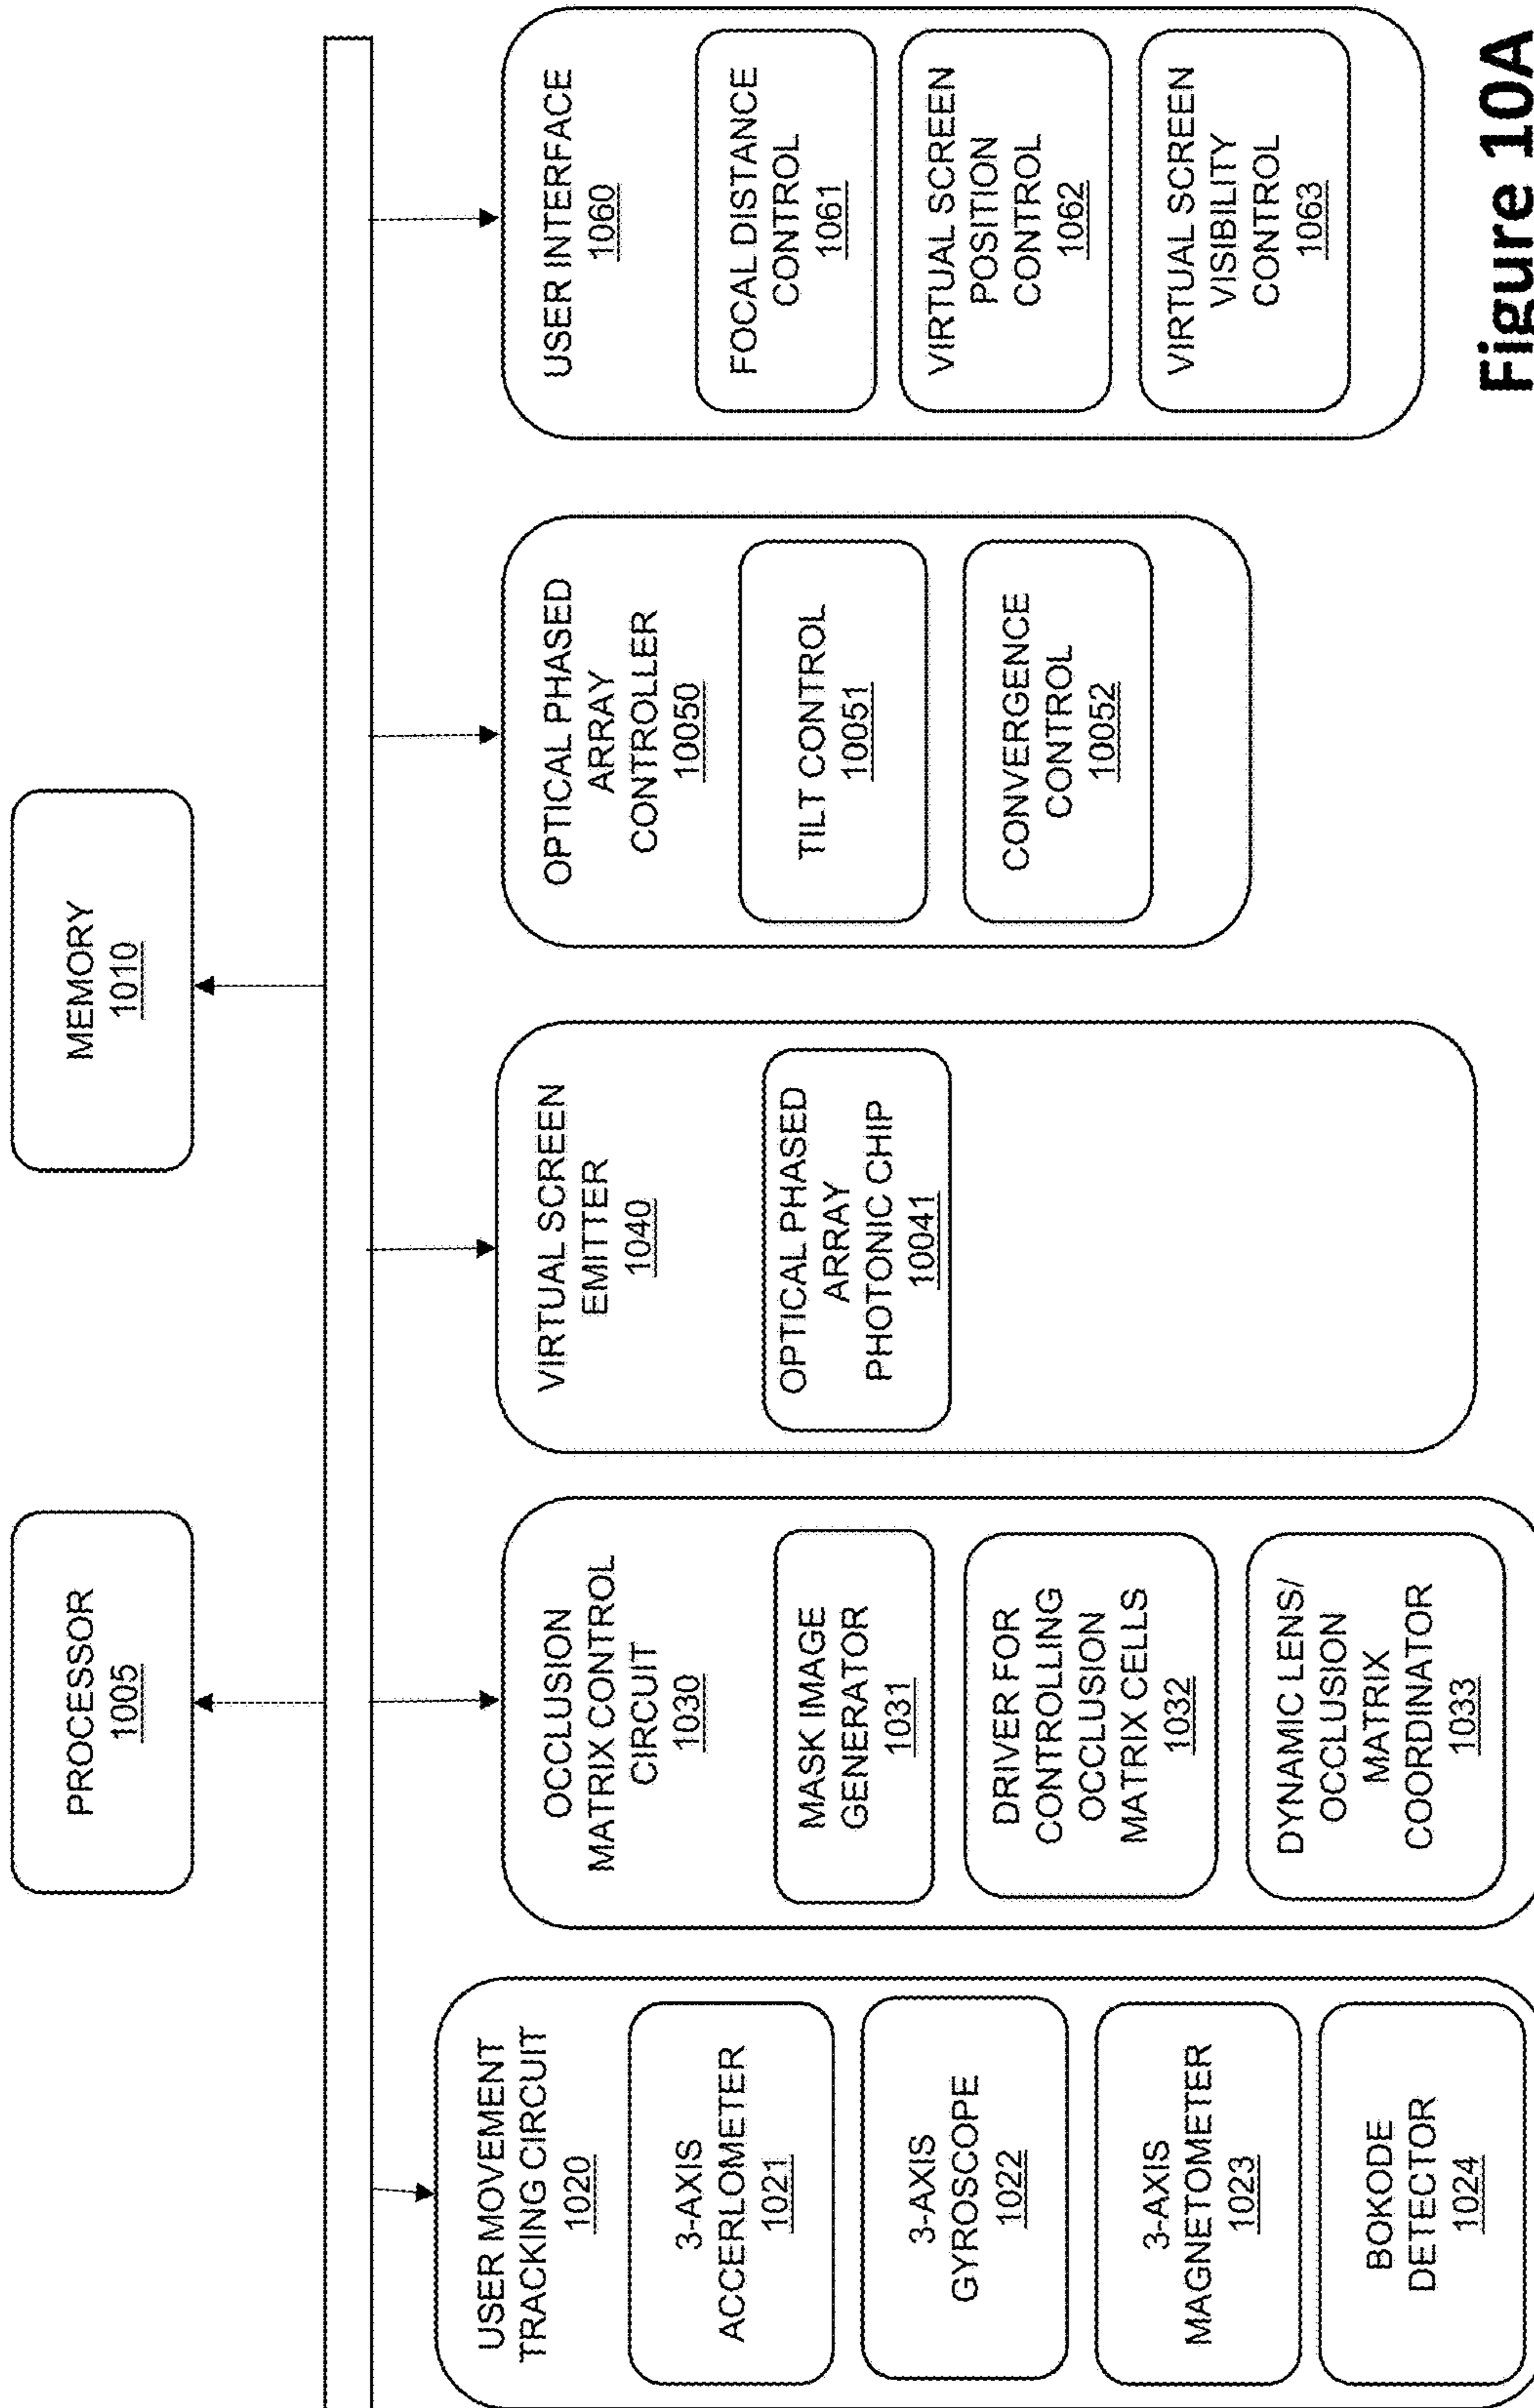 PROCESSOR
1005
MEMORY
1010
USER MOVEMENT
TRACKING CIRCUIT
1020
3-AXIS
ACCERLOMETER
1021
3-AXIS
GYROSCOPE
1022
3-AXIS
MAGNETOMETER
1023
BOKODE
DETECTOR
1024
OCCLUSION
MATRIX CONTROL
CIRCUIT
1030
MASK IMAGE
GENERATOR
1031
DRIVER FOR
CONTROLLING
OCCLUSION
MATRIX CELLS
1032
DYNAMIC LENS/
OCCLUSION
MATRIX
COORDINATOR
1033
VIRTUAL SCREEN
EMITTER
1040
OPTICAL PHASED
ARRAY
PHOTONIC CHIP
10041
OPTICAL PHASED
ARRAY
CONTROLLER
10050
TILT CONTROL
10051
CONVERGENCE
CONTROL
10052
USER INTERFACE
1060
FOCAL DISTANCE
CONTROL
1061
VIRTUAL SCREEN
POSITION
CONTROL
1062
VIRTUAL SCREEN
VISIBILITY
CONTROL
1063
Figure 10A